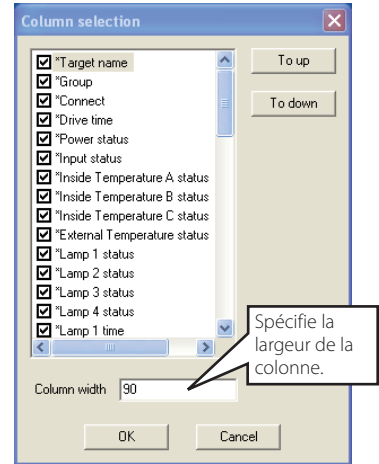 Column selection
*Target name
To up
*Group
*Connect
To down
*Drive time
*Power status
*Input status
*Inside Temperature A status
*Inside Temperature B status
*Inside Temperature C status
*External Temperature status
*Lamp 1 status
*Lamp 2 status
*Lamp 3 status
*Lamp 4 status
*Lamp 1 time
Spécifie la
largeur de la
colonne.
Column width 90
OK Cancel